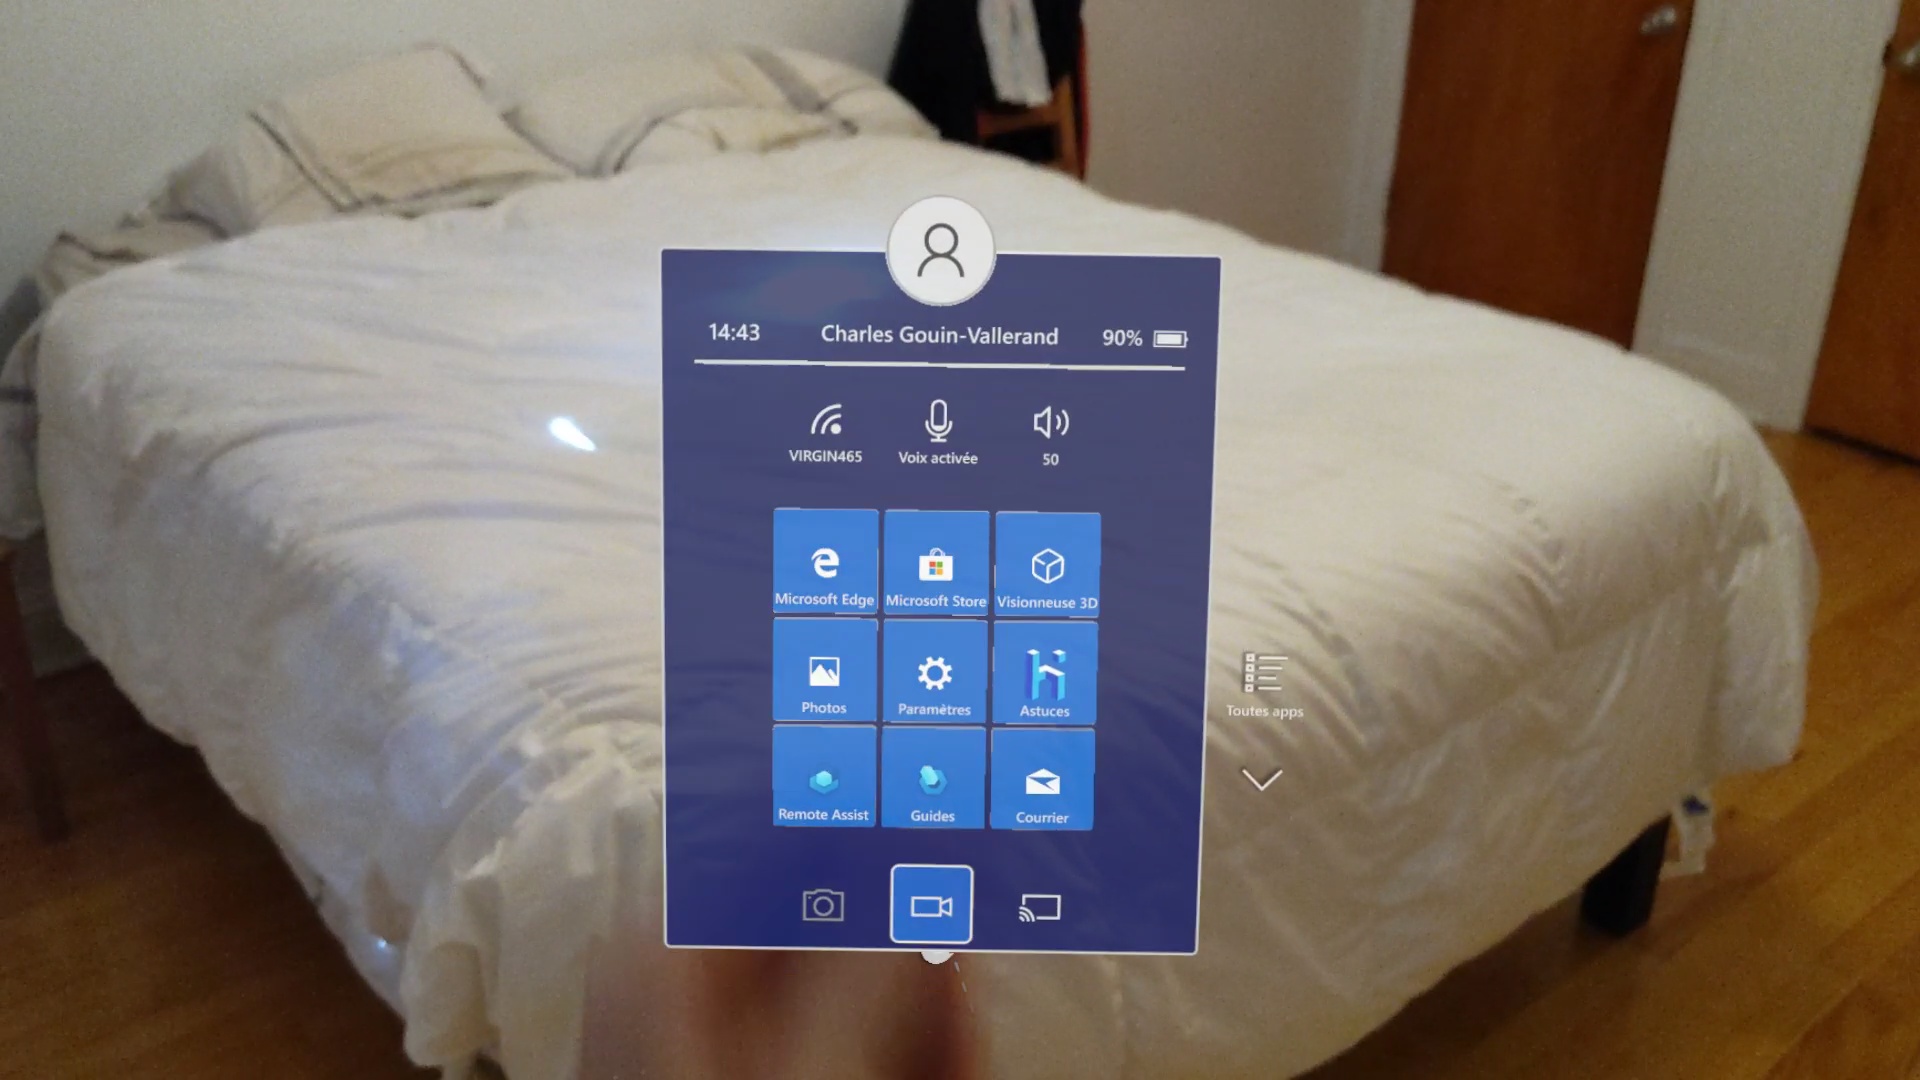 14:43 Charles Gouin-Vallerand 90%
VIRGIN465 Voix activée 50
Microsoft Edge Microsoft Store Visionneuse 3D
Photos Paramètres Astuces
Toutes apps
Remote Assist Guides Courrier